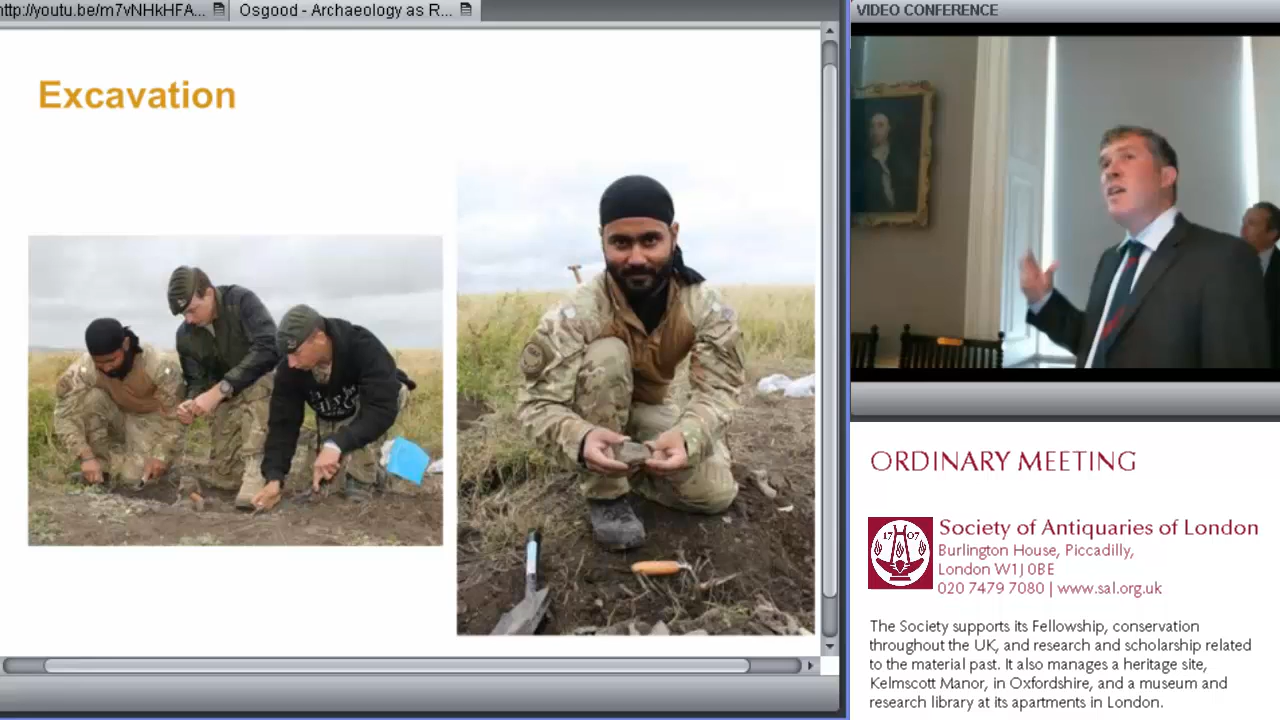 http://youtu.be/m7vNHkHFA...
Osgood - Archaeology as R...
VIDEO CONFERENCE
Excavation
ORDINARY MEETING
1707
Society of Antiquaries of London
Burlington House, Piccadilly,
London W1J 0BE
020 7479 7080 | www.sal.org.uk
The Society supports its Fellowship, conservation
throughout the UK, and research and scholarship related
to the material past. It also manages a heritage site,
Kelmscott Manor, in Oxfordshire, and a museum and
research library at its apartments in London.